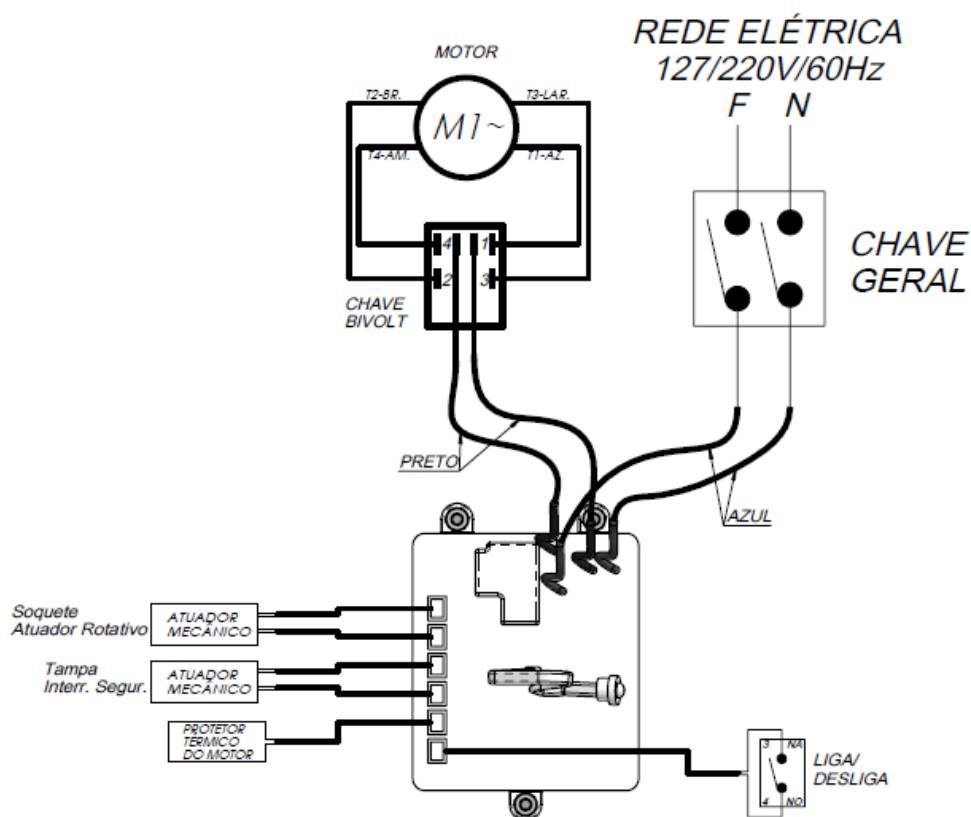 REDE ELÉTRICA
127/220V/60Hz
F N
MOTOR
T2-BR.
T3-LAR.
M1~
T4-AM.
T1-AZ.
4 1
2 3
CHAVE
BIVOLT
CHAVE
GERAL
PRETO
AZUL
Soquete
Atuador Rotativo
ATUADOR
MECÂNICO
Tampa
Interr. Segur.
ATUADOR
MECÂNICO
PROTETOR
TÉRMICO
DO MOTOR
3 NA
4 NO
LIGA/
DESLIGA